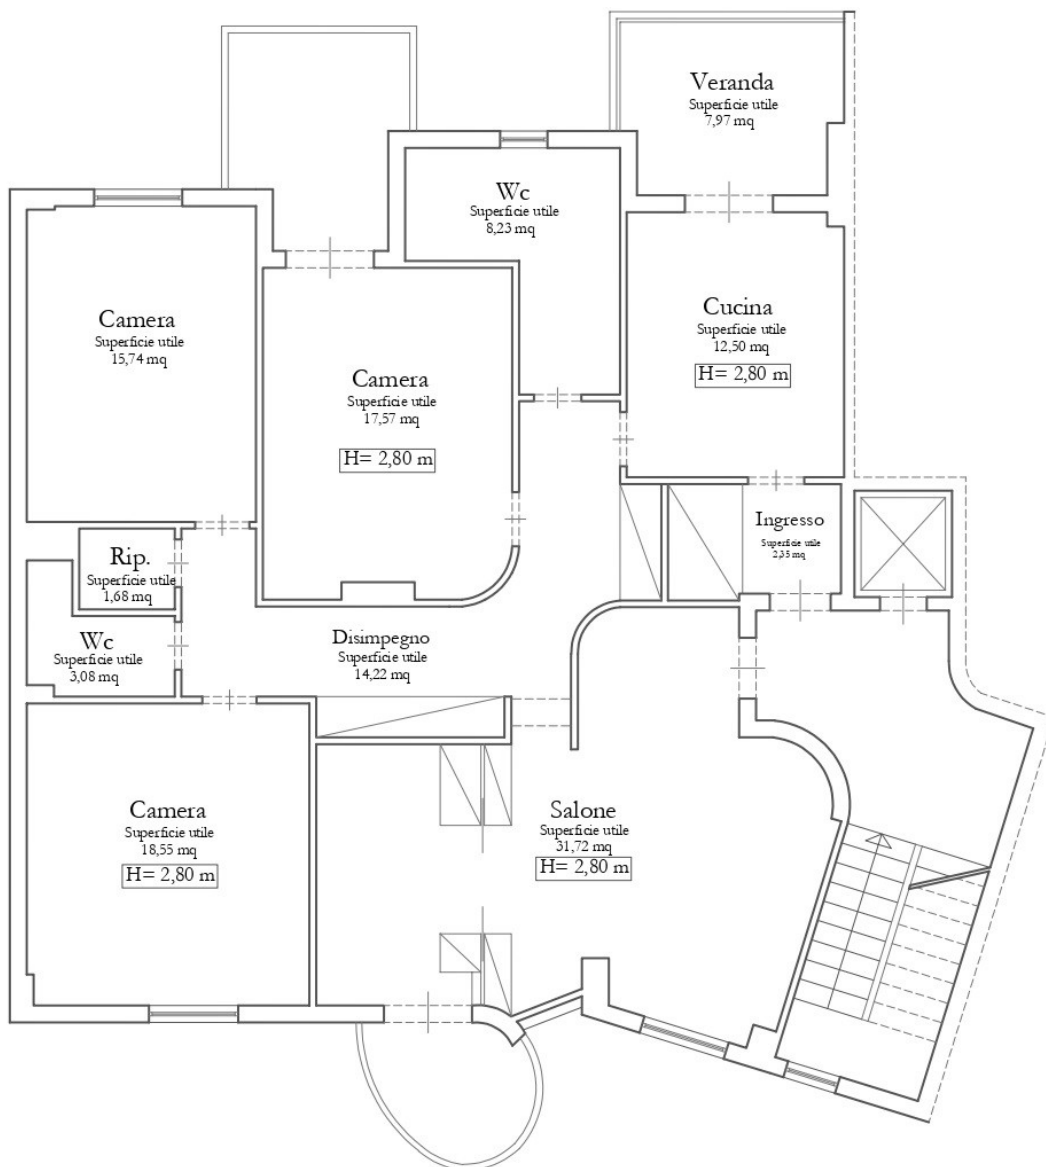 Veranda
Superficie utile
7,97 mq
Wc
Superficie utile
8,23 mq
Camera
Superficie utile
15,74 mq
Cucina
Superficie utile
12,50 mq
H= 2,80 m
Camera
Superficie utile
17,57 mq
H= 2,80 m
Ingresso
Superficie utile
2,35 mq
Rip.
Superficie utile
1,68 mq
Wc
Superficie utile
3,08 mq
Disimpegno
Superficie utile
14,22 mq
Camera
Superficie utile
18,55 mq
H= 2,80 m
Salone
Superficie utile
31,72 mq
H= 2,80 m